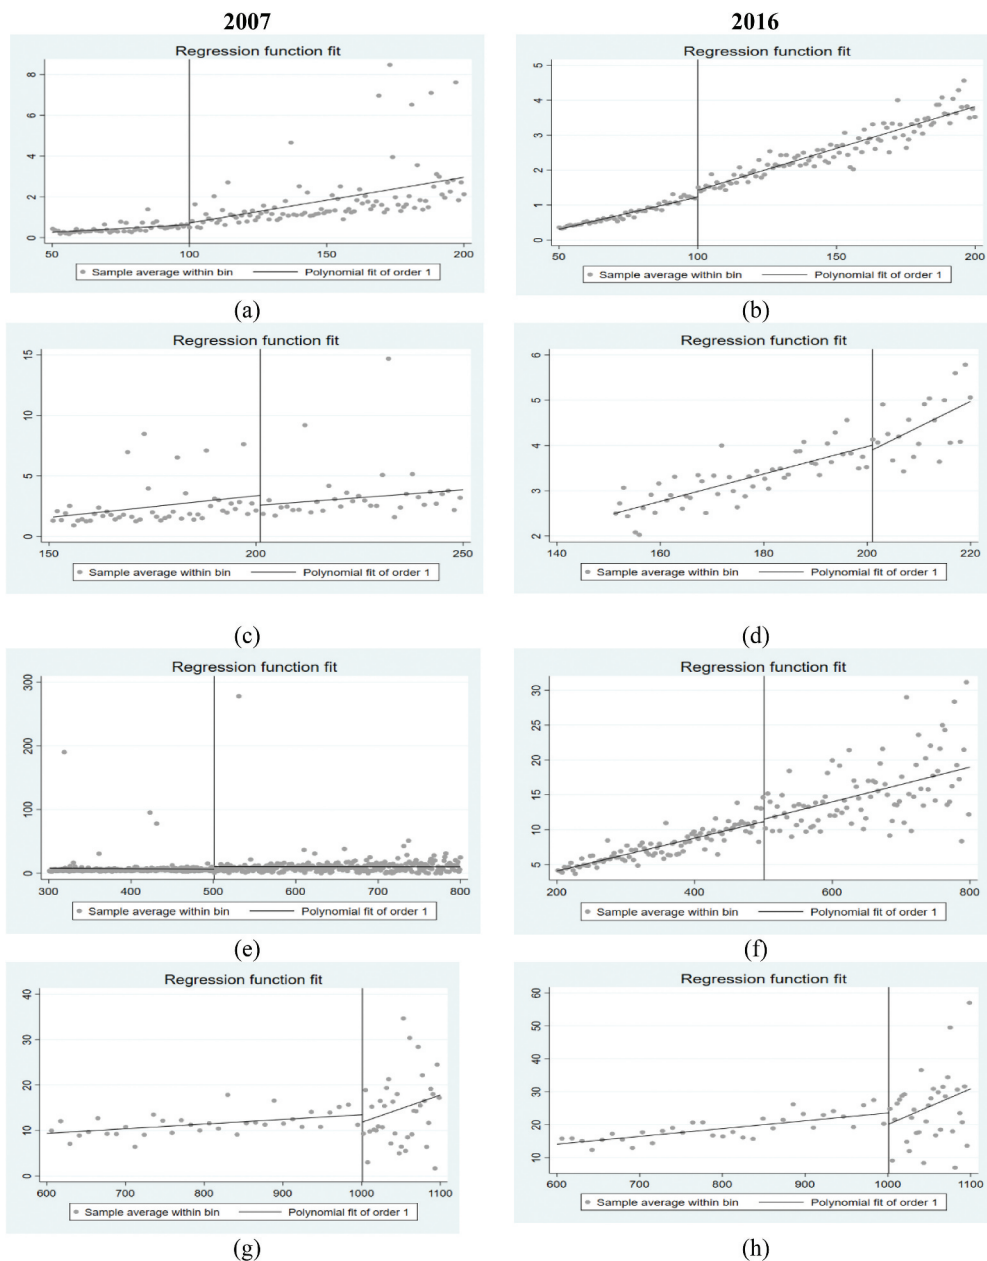 2007 2016
Regression function fit Regression function fit
8
6
4
2
0
50 100 150 200
Sample average within bin Polynomial fit of order 1
5
4
3
2
1
0
50 100 150 200
Sample average within bin Polynomial fit of order 1
(a) (b)
Regression function fit Regression function fit
15
10
5
0
150 200 250
Sample average within bin Polynomial fit of order 1
6
5
4
3
2
140 160 180 201 220
Sample average within bin Polynomial fit of order 1
(c) (d)
Regression function fit Regression function fit
300
200
100
0
300 400 500 600 700 800
Sample average within bin Polynomial fit of order 1
30
25
20
15
10
5
200 400 600 800
Sample average within bin Polynomial fit of order 1
(e) (f)
Regression function fit Regression function fit
40
30
20
10
0
600 700 800 900 1000 1100
Sample average within bin Polynomial fit of order 1
60
50
40
30
20
10
600 700 800 900 1000 1100
Sample average within bin Polynomial fit of order 1
(g) (h)